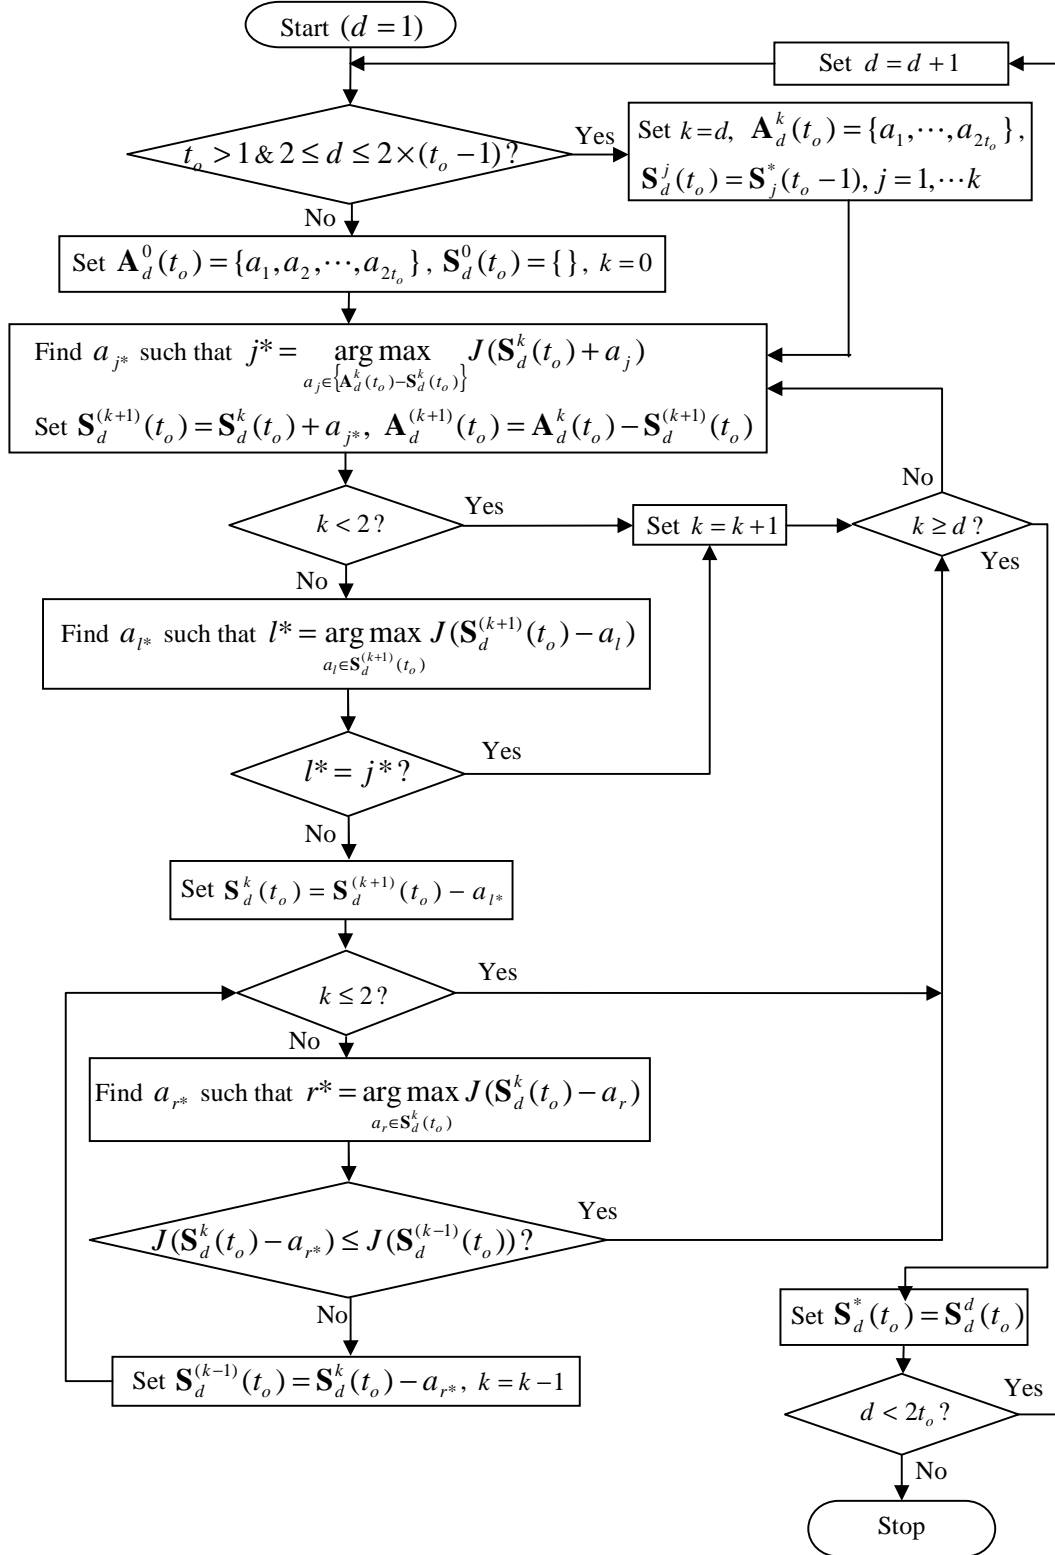 Start (d = 1)
Set d = d + 1
t_o > 1 & 2 ≤ d ≤ 2 × (t_o − 1) ?
Yes
Set k = d, A_d^k(t_o) = {a_1, ⋯, a_{2t_o}},
S_d^j(t_o) = S_j^*(t_o − 1), j = 1, ⋯ k
No
Set A_d^0(t_o) = {a_1, a_2, ⋯, a_{2t_o}}, S_d^0(t_o) = { }, k = 0
Find a_{j*} such that j* = arg max J(S_d^k(t_o) + a_j)
a_j ∈ {A_d^k(t_o) − S_d^k(t_o)}
Set S_d^{(k+1)}(t_o) = S_d^k(t_o) + a_{j*}, A_d^{(k+1)}(t_o) = A_d^k(t_o) − S_d^{(k+1)}(t_o)
k < 2 ?
Yes
Set k = k + 1
No
k ≥ d ?
Yes
No
Find a_{l*} such that l* = arg max J(S_d^{(k+1)}(t_o) − a_l)
a_l ∈ S_d^{(k+1)}(t_o)
l* = j* ?
Yes
No
Set S_d^k(t_o) = S_d^{(k+1)}(t_o) − a_{l*}
k ≤ 2 ?
Yes
No
Find a_{r*} such that r* = arg max J(S_d^k(t_o) − a_r)
a_r ∈ S_d^k(t_o)
J(S_d^k(t_o) − a_{r*}) ≤ J(S_d^{(k−1)}(t_o)) ?
Yes
No
Set S_d^{(k−1)}(t_o) = S_d^k(t_o) − a_{r*}, k = k − 1
Set S_d^*(t_o) = S_d^d(t_o)
d < 2t_o ?
Yes
No
Stop